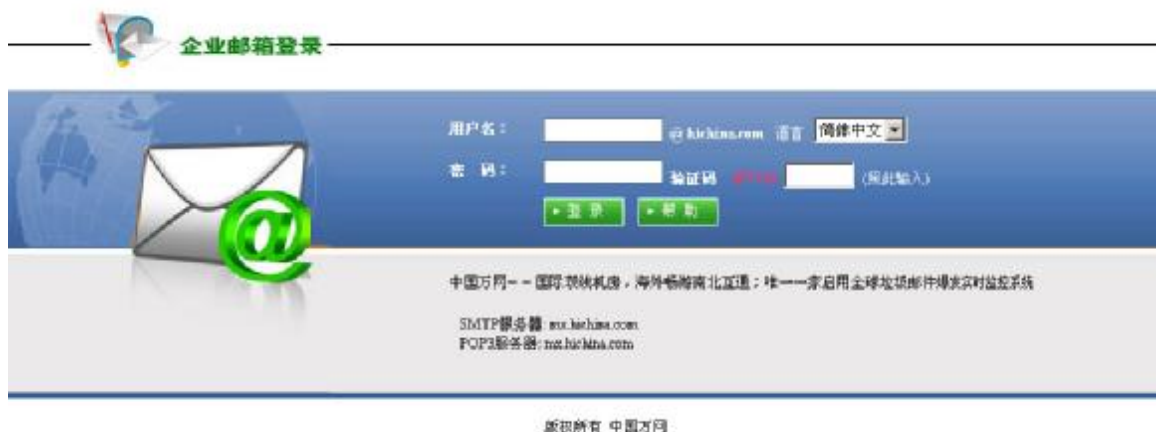 企业邮箱登录
用户名： @ hichina.com 语言 简体中文
密 码： 验证码 (照此输入)
登录 帮助
中国万网－－国际顶级机房，海外畅游南北互通；唯一一家启用全球垃圾邮件爆发实时监控系统
SMTP服务器: mx.hichina.com
POP3服务器: mx.hichina.com
版权所有 中国万网